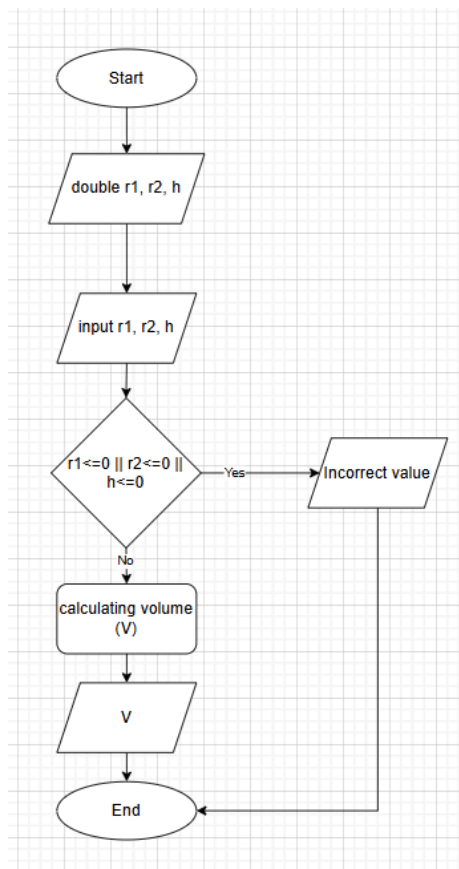 Start
double r1, r2, h
input r1, r2, h
r1<=0 || r2<=0 ||
h<=0
Yes
Incorrect value
No
calculating volume
(V)
V
End